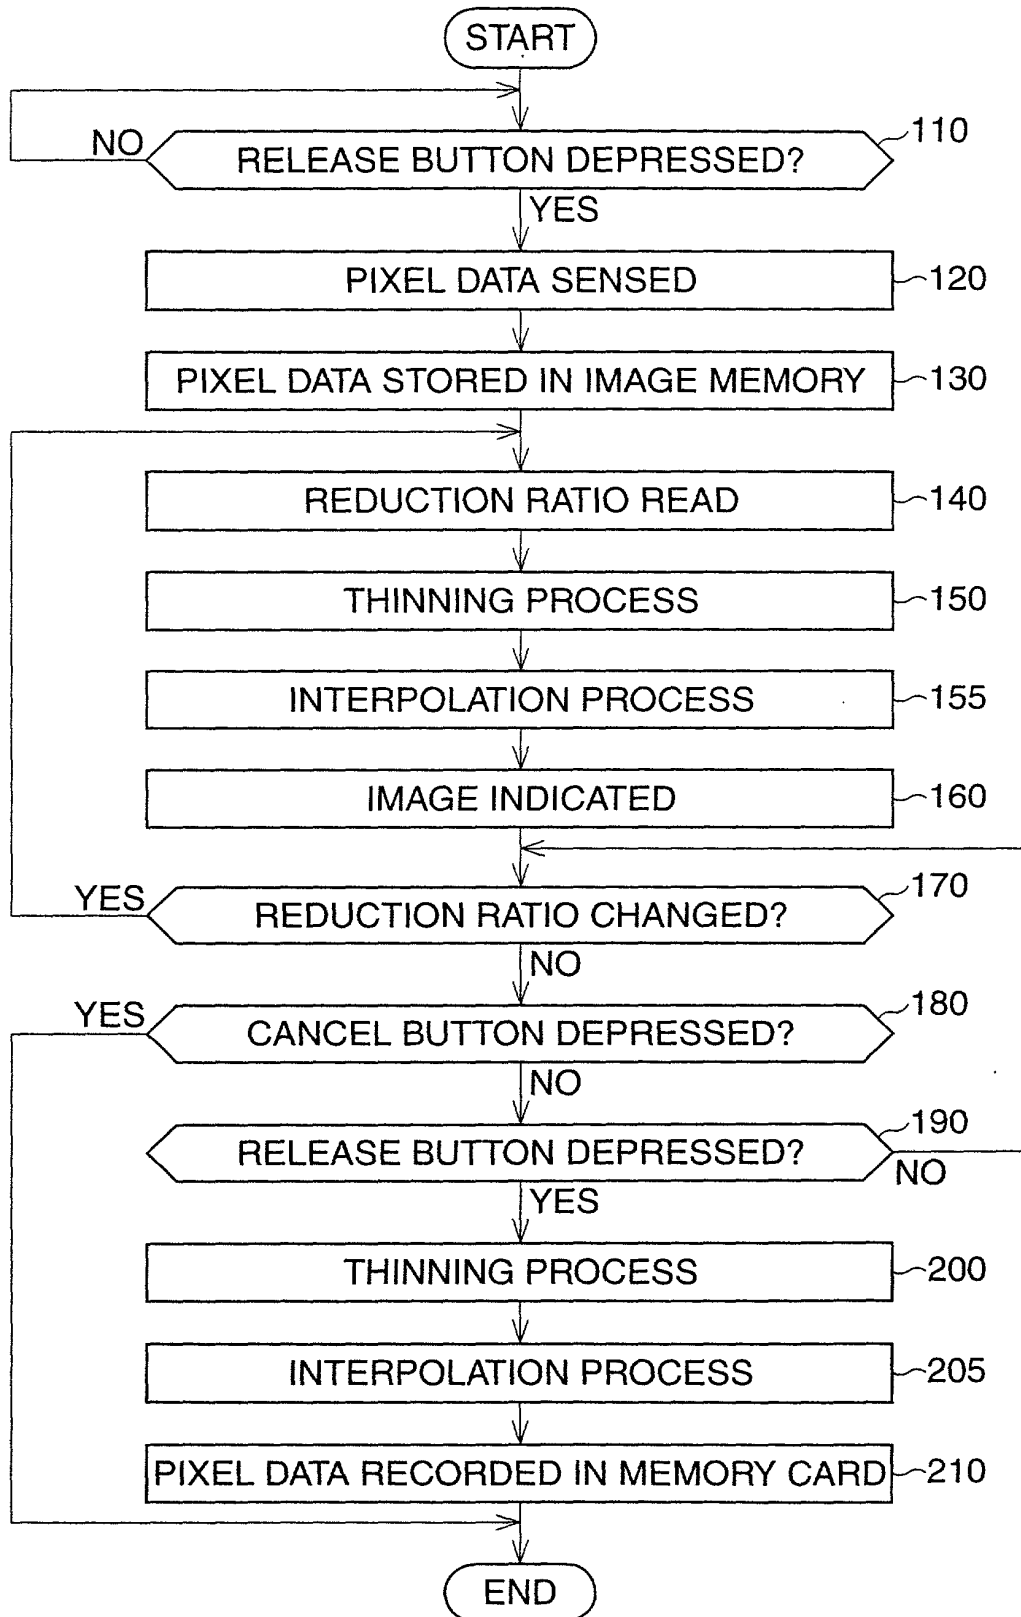 START
NO
RELEASE BUTTON DEPRESSED?
110
YES
PIXEL DATA SENSED
120
PIXEL DATA STORED IN IMAGE MEMORY
130
REDUCTION RATIO READ
140
THINNING PROCESS
150
INTERPOLATION PROCESS
155
IMAGE INDICATED
160
YES
REDUCTION RATIO CHANGED?
170
NO
YES
CANCEL BUTTON DEPRESSED?
180
NO
RELEASE BUTTON DEPRESSED?
190
NO
YES
THINNING PROCESS
200
INTERPOLATION PROCESS
205
PIXEL DATA RECORDED IN MEMORY CARD
210
END